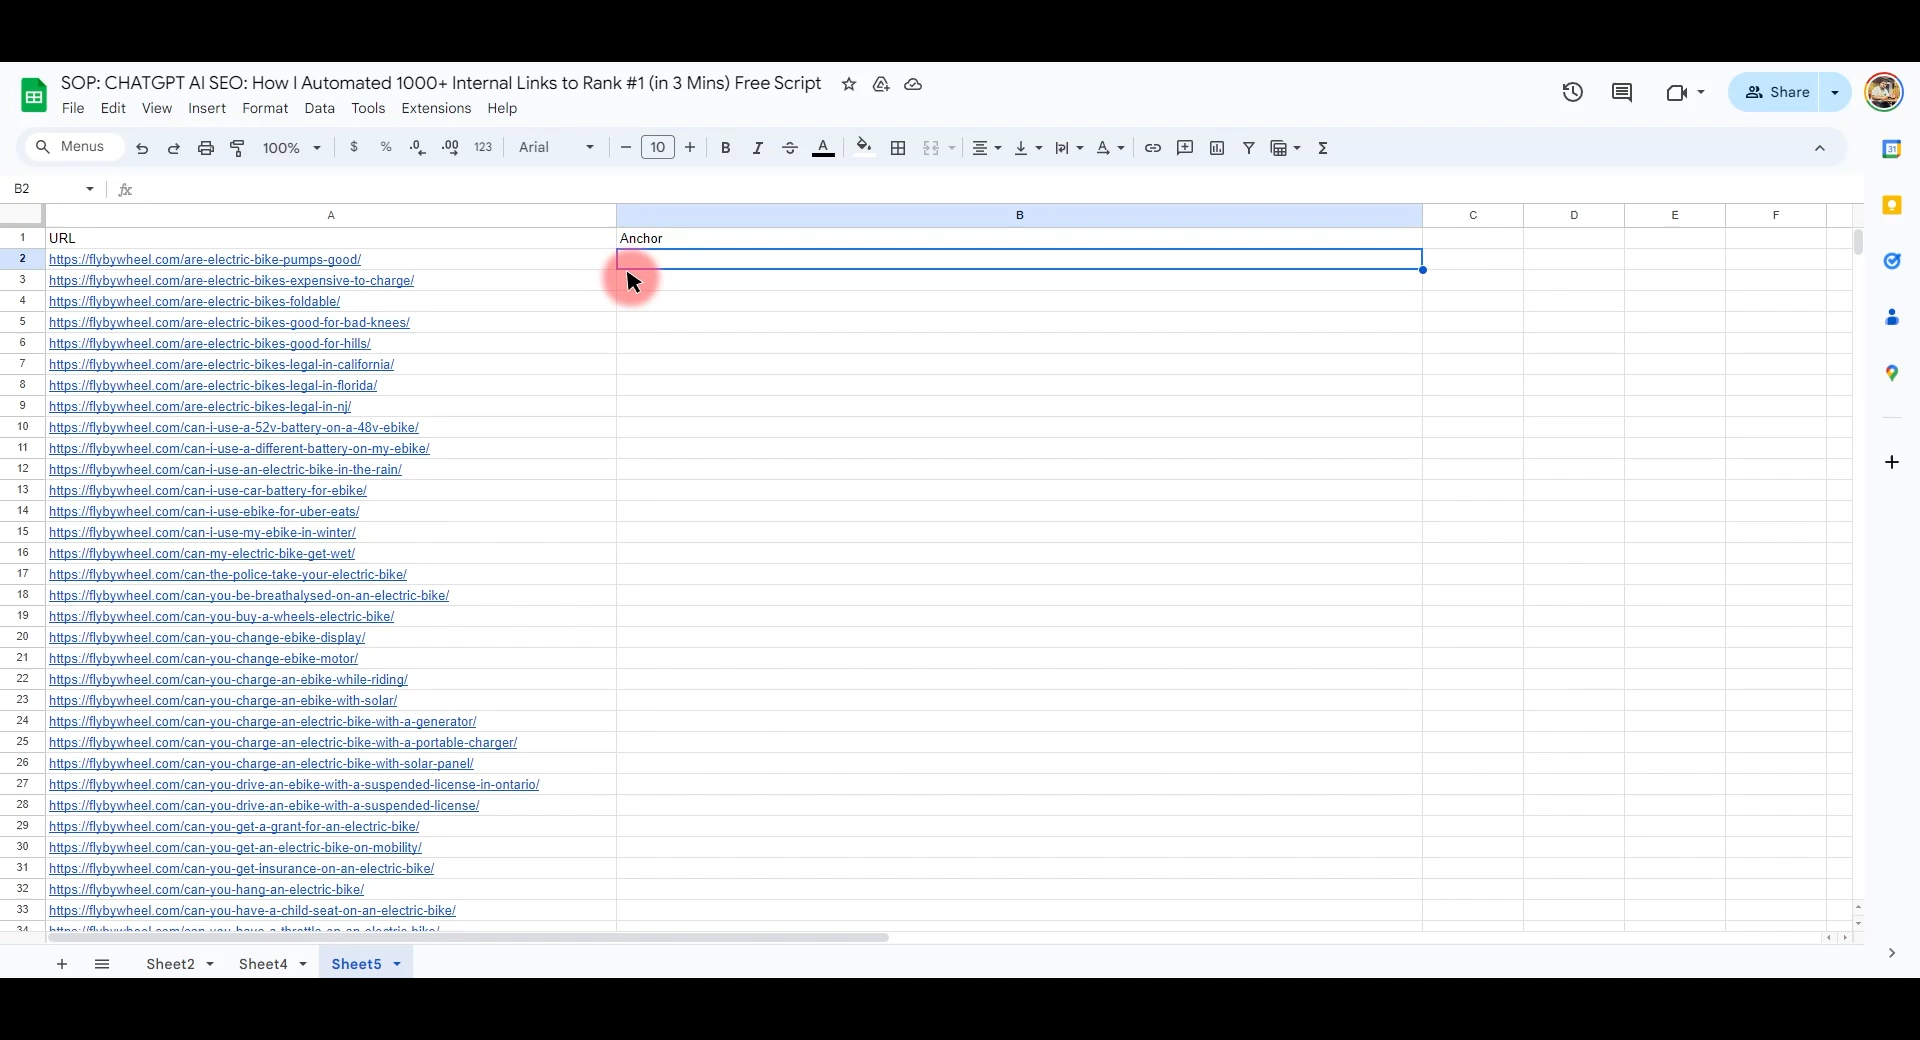 SOP: CHATGPT AI SEO: How I Automated 1000+ Internal Links to Rank #1 (in 3 Mins) Free Script
File Edit View Insert Format Data Tools Extensions Help
Share
Menus 100% $ % .0 .00 123 Arial 10 B I A
31
B2 fx
A B C D E F
1 URL Anchor
2 https://flybywheel.com/are-electric-bike-pumps-good/
3 https://flybywheel.com/are-electric-bikes-expensive-to-charge/
4 https://flybywheel.com/are-electric-bikes-foldable/
5 https://flybywheel.com/are-electric-bikes-good-for-bad-knees/
6 https://flybywheel.com/are-electric-bikes-good-for-hills/
7 https://flybywheel.com/are-electric-bikes-legal-in-california/
8 https://flybywheel.com/are-electric-bikes-legal-in-florida/
9 https://flybywheel.com/are-electric-bikes-legal-in-nj/
10 https://flybywheel.com/can-i-use-a-52v-battery-on-a-48v-ebike/
11 https://flybywheel.com/can-i-use-a-different-battery-on-my-ebike/
12 https://flybywheel.com/can-i-use-an-electric-bike-in-the-rain/
13 https://flybywheel.com/can-i-use-car-battery-for-ebike/
14 https://flybywheel.com/can-i-use-ebike-for-uber-eats/
15 https://flybywheel.com/can-i-use-my-ebike-in-winter/
16 https://flybywheel.com/can-my-electric-bike-get-wet/
17 https://flybywheel.com/can-the-police-take-your-electric-bike/
18 https://flybywheel.com/can-you-be-breathalysed-on-an-electric-bike/
19 https://flybywheel.com/can-you-buy-a-wheels-electric-bike/
20 https://flybywheel.com/can-you-change-ebike-display/
21 https://flybywheel.com/can-you-change-ebike-motor/
22 https://flybywheel.com/can-you-charge-an-ebike-while-riding/
23 https://flybywheel.com/can-you-charge-an-ebike-with-solar/
24 https://flybywheel.com/can-you-charge-an-electric-bike-with-a-generator/
25 https://flybywheel.com/can-you-charge-an-electric-bike-with-a-portable-charger/
26 https://flybywheel.com/can-you-charge-an-electric-bike-with-solar-panel/
27 https://flybywheel.com/can-you-drive-an-ebike-with-a-suspended-license-in-ontario/
28 https://flybywheel.com/can-you-drive-an-ebike-with-a-suspended-license/
29 https://flybywheel.com/can-you-get-a-grant-for-an-electric-bike/
30 https://flybywheel.com/can-you-get-an-electric-bike-on-mobility/
31 https://flybywheel.com/can-you-get-insurance-on-an-electric-bike/
32 https://flybywheel.com/can-you-hang-an-electric-bike/
33 https://flybywheel.com/can-you-have-a-child-seat-on-an-electric-bike/
34 https://flybywheel.com/can-you-have-a-throttle-on-an-electric-bike/
Sheet2 Sheet4 Sheet5